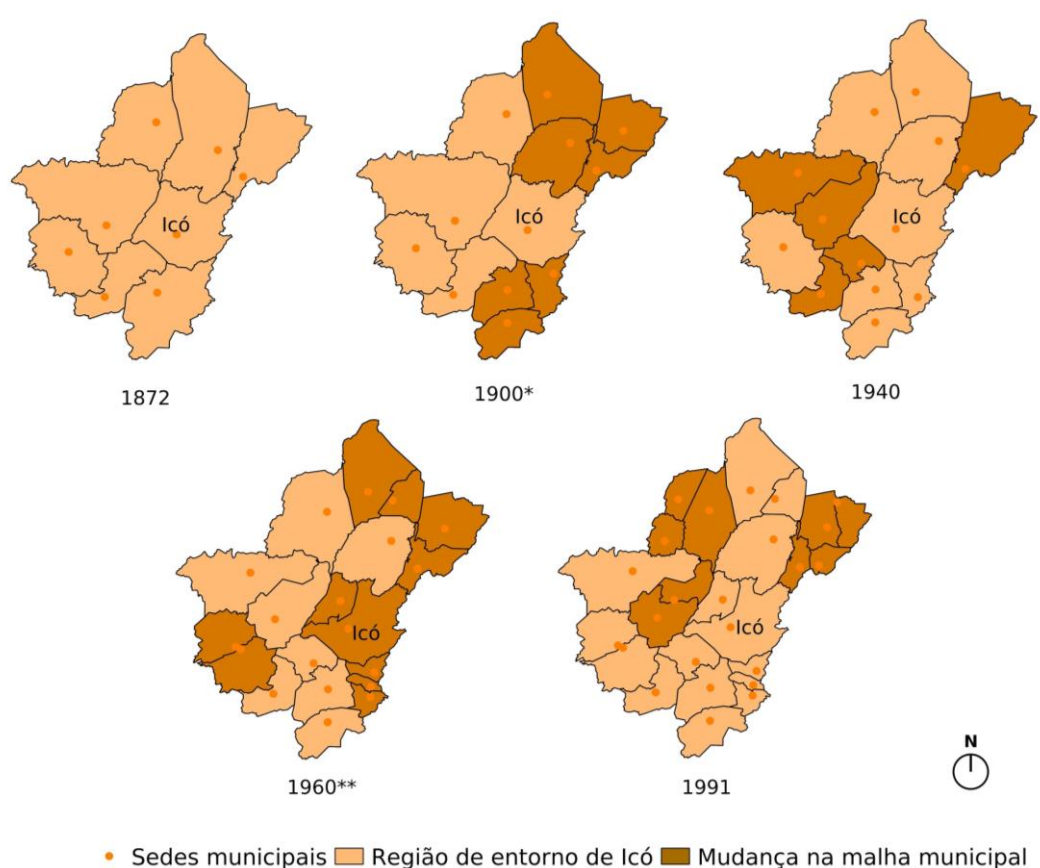 Icó
1872
Icó
1900*
Icó
1940
Icó
1960**
Icó
1991
N
Sedes municipais Região de entorno de Icó Mudança na malha municipal